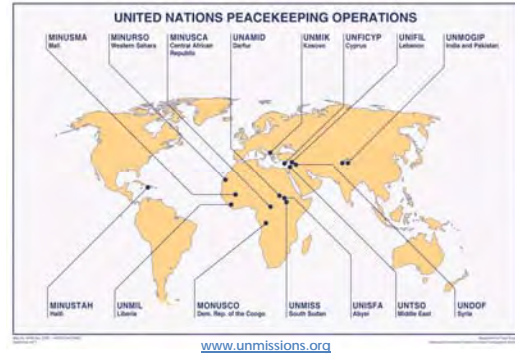 UNITED NATIONS PEACEKEEPING OPERATIONS
MINUSMA
Mali
MINURSO
Western Sahara
MINUSCA
Central African
Republic
UNAMID
Darfur
UNMIK
Kosovo
UNFICYP
Cyprus
UNIFIL
Lebanon
UNMOGIP
India and Pakistan
MINUSTAH
Haiti
UNMIL
Liberia
MONUSCO
Dem. Rep. of the Congo
UNMISS
South Sudan
UNISFA
Abyei
UNTSO
Middle East
UNDOF
Syria
www.unmissions.org